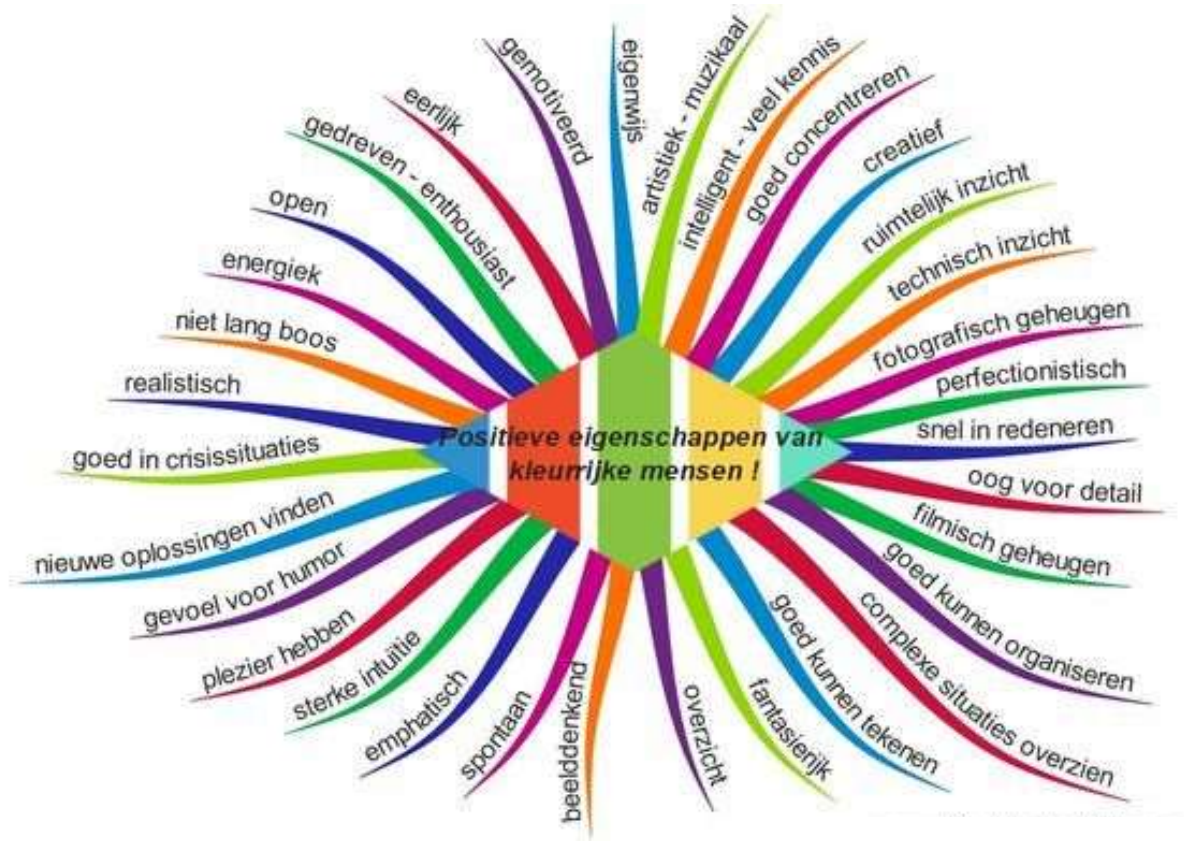 Positieve eigenschappen van
kleurrijke mensen !
eigenwijs
artistiek - muzikaal
intelligent - veel kennis
goed concentreren
creatief
ruimtelijk inzicht
technisch inzicht
fotografisch geheugen
perfectionistisch
snel in redeneren
oog voor detail
filmisch geheugen
goed kunnen organiseren
complexe situaties overzien
goed kunnen tekenen
fantasierijk
overzicht
beelddenkend
spontaan
emphatisch
sterke intuïtie
plezier hebben
gevoel voor humor
nieuwe oplossingen vinden
goed in crisissituaties
realistisch
niet lang boos
energiek
open
gedreven - enthousiast
eerlijk
gemotiveerd